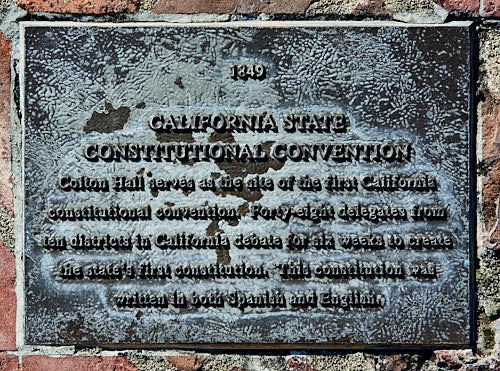 1849
CALIFORNIA STATE
CONSTITUTIONAL CONVENTION
Colton Hall serves as the site of the first California
constitutional convention. Forty-eight delegates from
ten districts in California debate for six weeks to create
the state's first constitution. This constitution was
written in both Spanish and English.